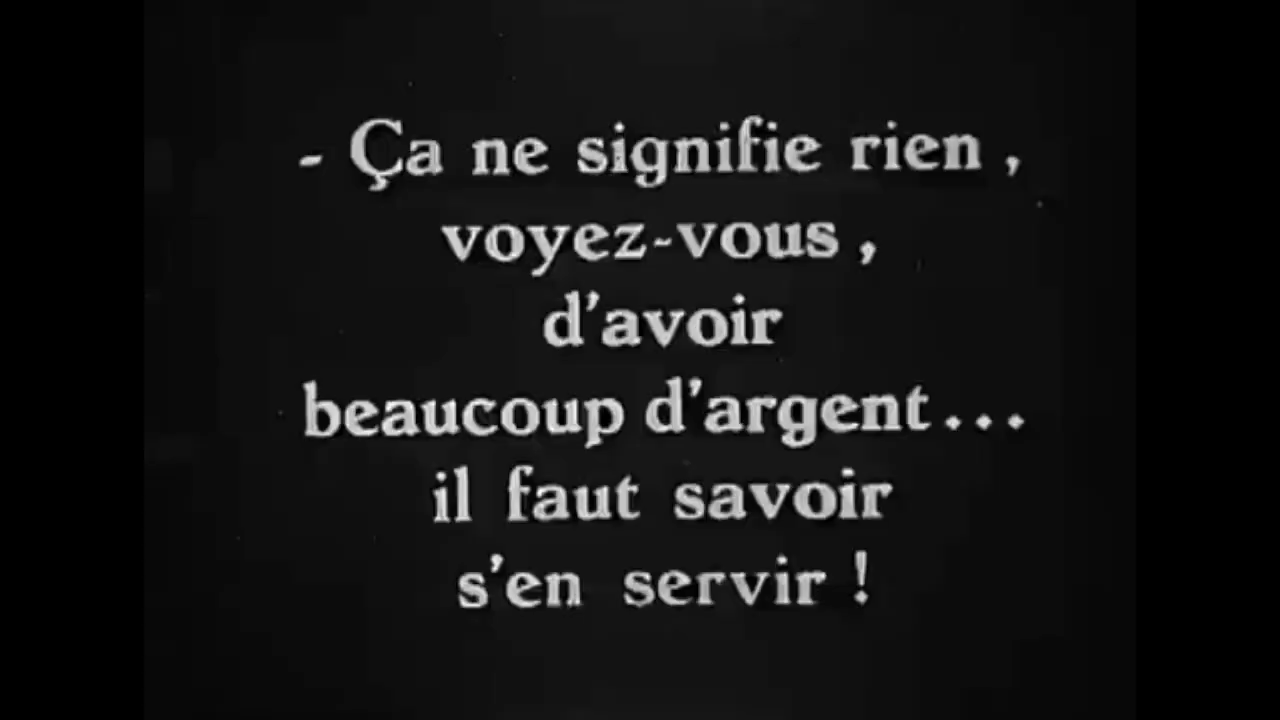 - Ça ne signifie rien ,
voyez-vous ,
d'avoir
beaucoup d'argent...
il faut savoir
s'en servir !